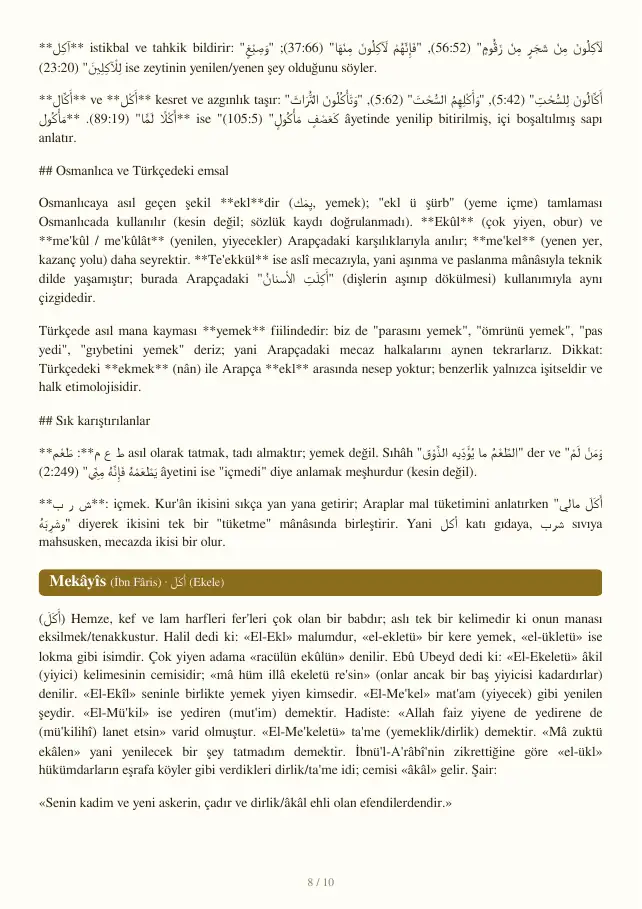 **آكِل** istikbal ve tahkik bildirir: "لَآكِلُونَ مِنْ شَجَرٍ مِنْ زَقُّومٍ" (56:52), "فَإِنَّهُمْ لَآكِلُونَ مِنْهَا" (37:66); "وَصِبْغٍ
لِلْآكِلِينَ" (23:20) ise zeytinin yenilen/yenen şey olduğunu söyler.
**أَكَّال** ve **أَكْل** kesret ve azgınlık taşır: "أَكَّالُونَ لِلسُّحْتِ" (5:42), "وَأَكْلِهِمُ السُّحْتَ" (5:62), "وَتَأْكُلُونَ التُّرَاثَ
أَكْلًا لَمًّا" (89:19). **مَأْكُول** ise "كَعَصْفٍ مَأْكُولٍ" (105:5) âyetinde yenilip bitirilmiş, içi boşaltılmış sapı
anlatır.
## Osmanlıca ve Türkçedeki emsal
Osmanlıcaya asıl geçen şekil **ekl**dir (يِمَك, yemek); "ekl ü şürb" (yeme içme) tamlaması
Osmanlıcada kullanılır (kesin değil; sözlük kaydı doğrulanmadı). **Ekûl** (çok yiyen, obur) ve
**me'kûl / me'kûlât** (yenilen, yiyecekler) Arapçadaki karşılıklarıyla anılır; **me'kel** (yenen yer,
kazanç yolu) daha seyrektir. **Te'ekkül** ise aslî mecazıyla, yani aşınma ve paslanma mânâsıyla teknik
dilde yaşamıştır; burada Arapçadaki "أَكِلَتِ الأسنانُ" (dişlerin aşınıp dökülmesi) kullanımıyla aynı
çizgidedir.
Türkçede asıl mana kayması **yemek** fiilindedir: biz de "parasını yemek", "ömrünü yemek", "pas
yedi", "gıybetini yemek" deriz; yani Arapçadaki mecaz halkalarını aynen tekrarlarız. Dikkat:
Türkçedeki **ekmek** (nân) ile Arapça **ekl** arasında nesep yoktur; benzerlik yalnızca işitseldir ve
halk etimolojisidir.
## Sık karıştırılanlar
**ط ع م**: طَعْم asıl olarak tatmak, tadı almaktır; yemek değil. Sıhâh "الطَّعْمُ ما يُؤَدِّيه الذَّوْق" der ve "وَمَنْ لَمْ
يَطْعَمْهُ فَإِنَّهُ مِنِّي" (2:249) âyetini ise "içmedi" diye anlamak meşhurdur (kesin değil).
**ش ر ب**: içmek. Kur'ân ikisini sıkça yan yana getirir; Araplar mal tüketimini anlatırken "أَكَلَ مالي
وشَرِبَهُ" diyerek ikisini tek bir "tüketme" mânâsında birleştirir. Yani أكل katı gıdaya, شرب sıvıya
mahsusken, mecazda ikisi bir olur.
Mekâyîs (İbn Fâris) · أكل (Ekele)
(أَكَلَ) Hemze, kef ve lam harfleri fer'leri çok olan bir babdır; aslı tek bir kelimedir ki onun manası
eksilmek/tenakkustur. Halil dedi ki: «El-Ekl» malumdur, «el-ekletü» bir kere yemek, «el-ükletü» ise
lokma gibi isimdir. Çok yiyen adama «racülün ekûlün» denilir. Ebû Ubeyd dedi ki: «El-Ekeletü» âkil
(yiyici) kelimesinin cemisidir; «mâ hüm illâ ekeletü re'sin» (onlar ancak bir baş yiyicisi kadardırlar)
denilir. «El-Ekîl» seninle birlikte yemek yiyen kimsedir. «El-Me'kel» mat'am (yiyecek) gibi yenilen
şeydir. «El-Mü'kil» ise yediren (mut'im) demektir. Hadiste: «Allah faiz yiyene de yedirene de
(mü'kilihî) lanet etsin» varid olmuştur. «El-Me'keletü» ta'me (yemeklik/dirlik) demektir. «Mâ zuktü
ekâlen» yani yenilecek bir şey tatmadım demektir. İbnü'l-A'râbî'nin zikrettiğine göre «el-ükl»
hükümdarların eşrafa köyler gibi verdikleri dirlik/ta'me idi; cemisi «âkâl» gelir. Şair:
«Senin kadim ve yeni askerin, çadır ve dirlik/âkâl ehli olan efendilerdendir.»
8 / 10